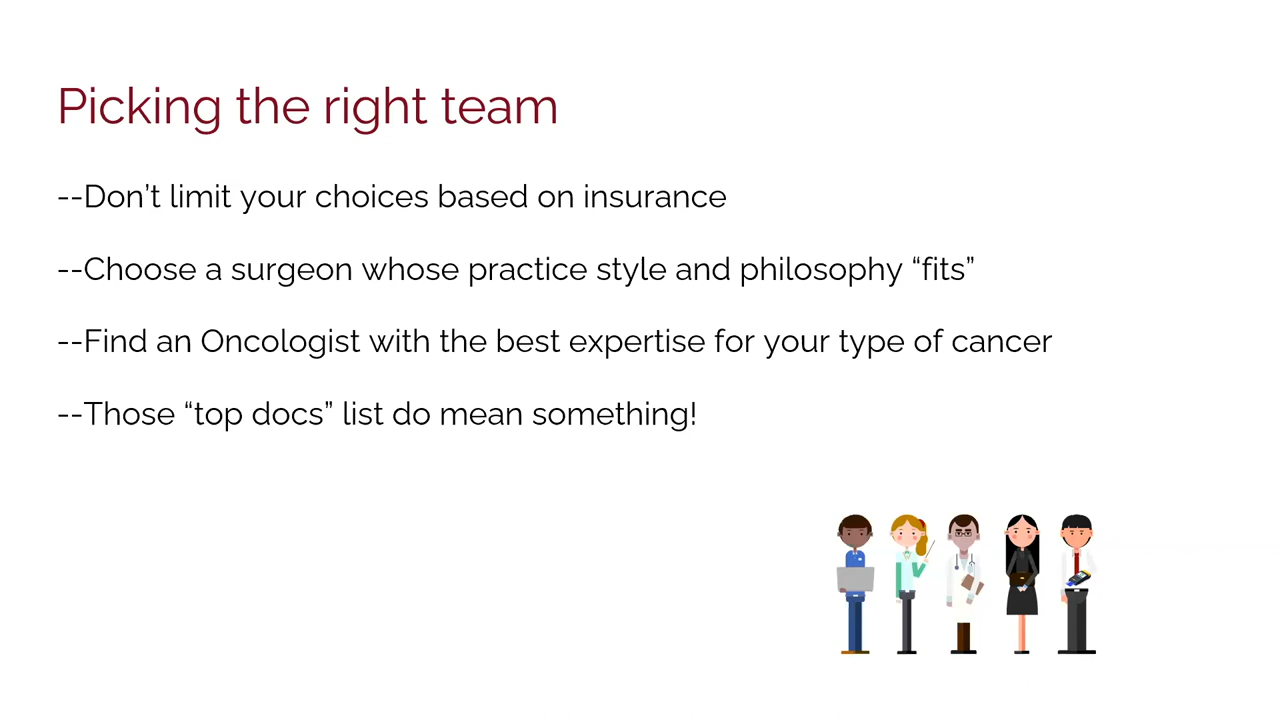 Picking the right team
--Don’t limit your choices based on insurance
--Choose a surgeon whose practice style and philosophy “fits”
--Find an Oncologist with the best expertise for your type of cancer
--Those “top docs” list do mean something!